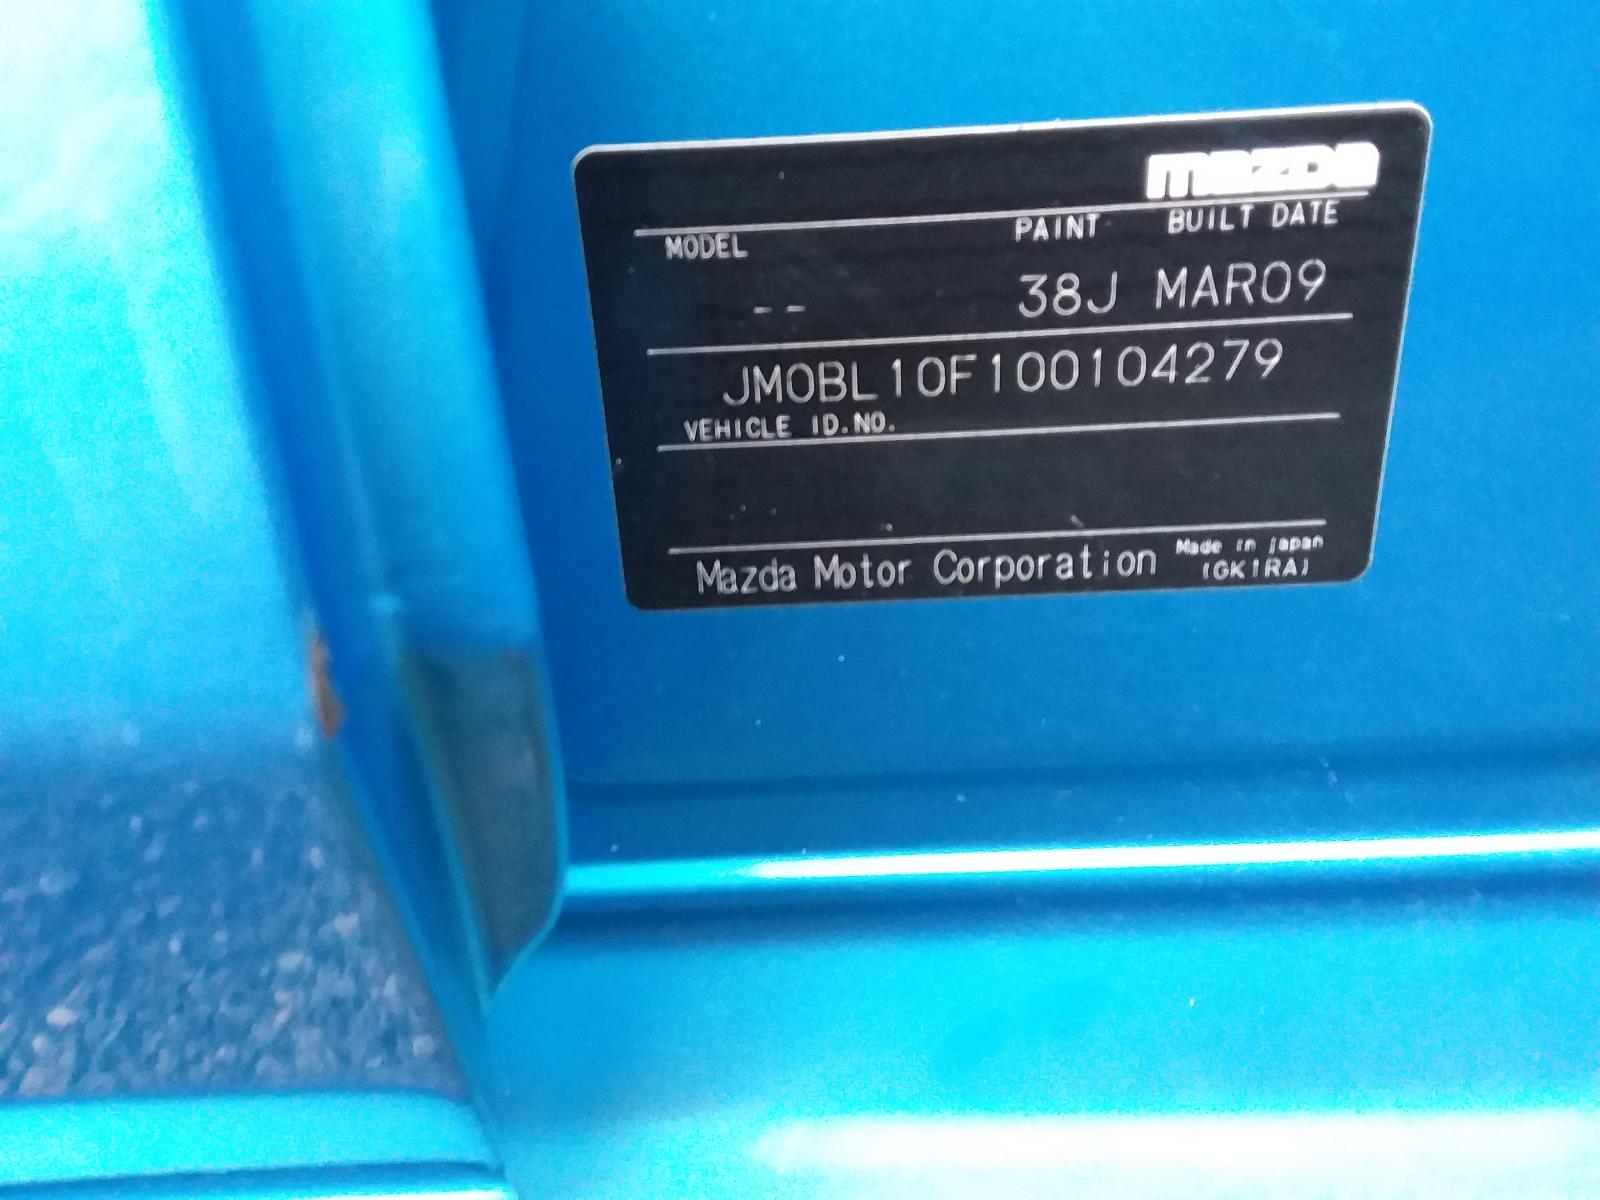 mazda
MODEL PAINT BUILT DATE
-- 38J MAR09
JM0BL10F100104279
VEHICLE ID.NO.
Mazda Motor Corporation Made in japan
(GK1RA)